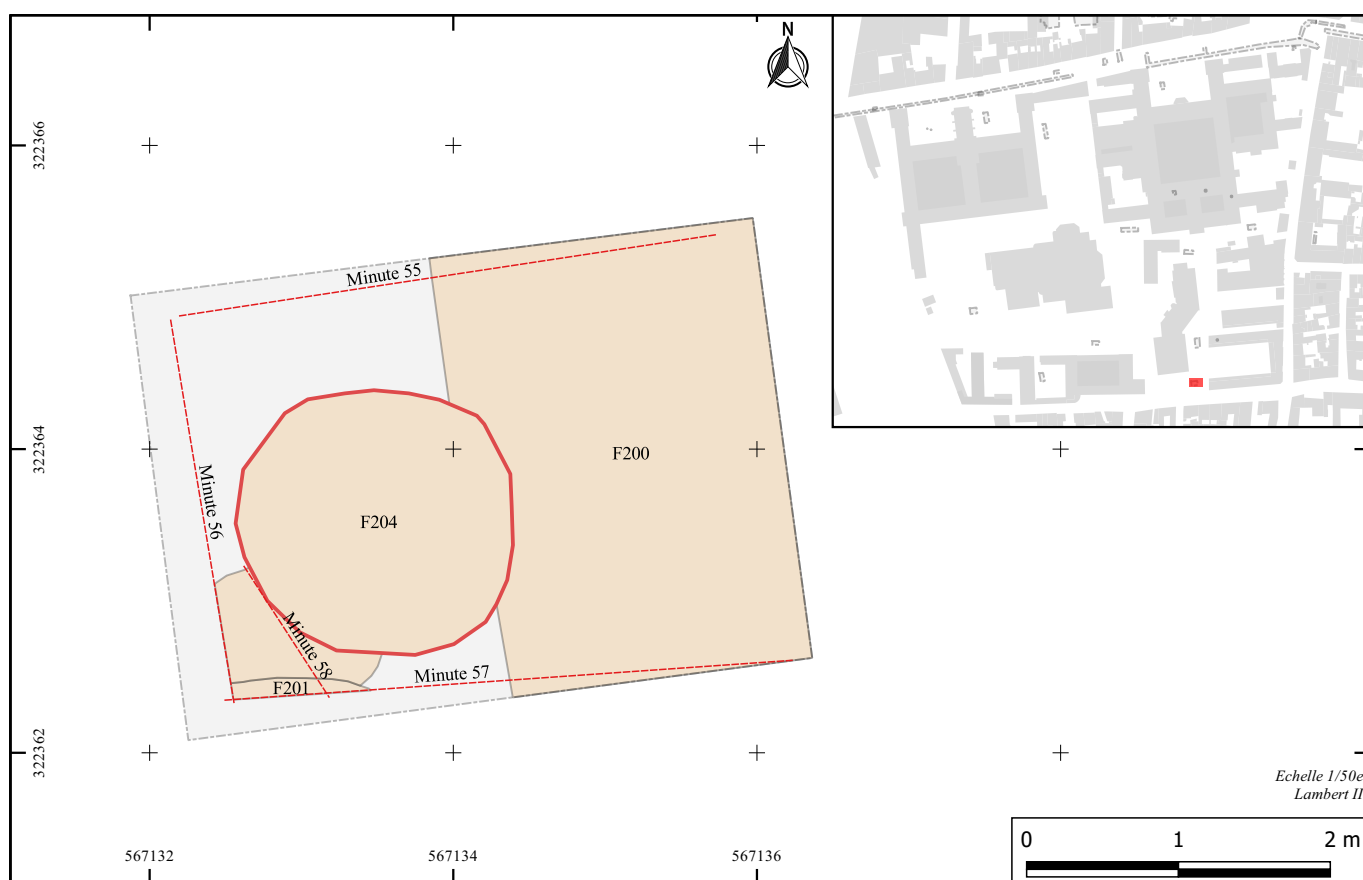 N
322366
Minute 55
322364
F200
Minute 56
F204
Minute 58
Minute 57
F201
322362
Echelle 1/50e
Lambert II
0 1 2 m
567132 567134 567136